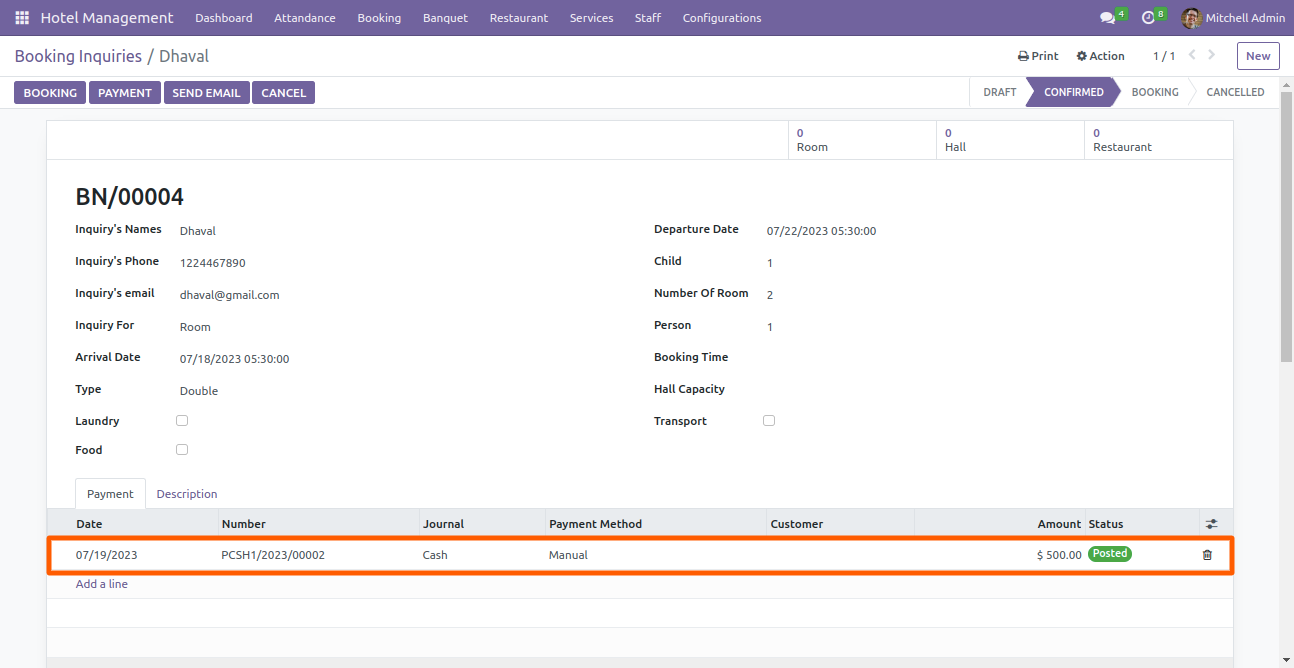 Hotel Management Dashboard Attendance Booking Banquet Restaurant Services Staff Configurations 4 8 Mitchell Admin
Booking Inquiries / Dhaval Print Action 1 / 1 New
BOOKING PAYMENT SEND EMAIL CANCEL DRAFT CONFIRMED BOOKING CANCELLED
0 0 0
Room Hall Restaurant
BN/00004
Inquiry's Names Dhaval Departure Date 07/22/2023 05:30:00
Inquiry's Phone 1224467890 Child 1
Inquiry's email dhaval@gmail.com Number Of Room 2
Inquiry For Room Person 1
Arrival Date 07/18/2023 05:30:00 Booking Time
Type Double Hall Capacity
Laundry Transport
Food
Payment Description
Date Number Journal Payment Method Customer Amount Status
07/19/2023 PCSH1/2023/00002 Cash Manual $ 500.00 Posted
Add a line